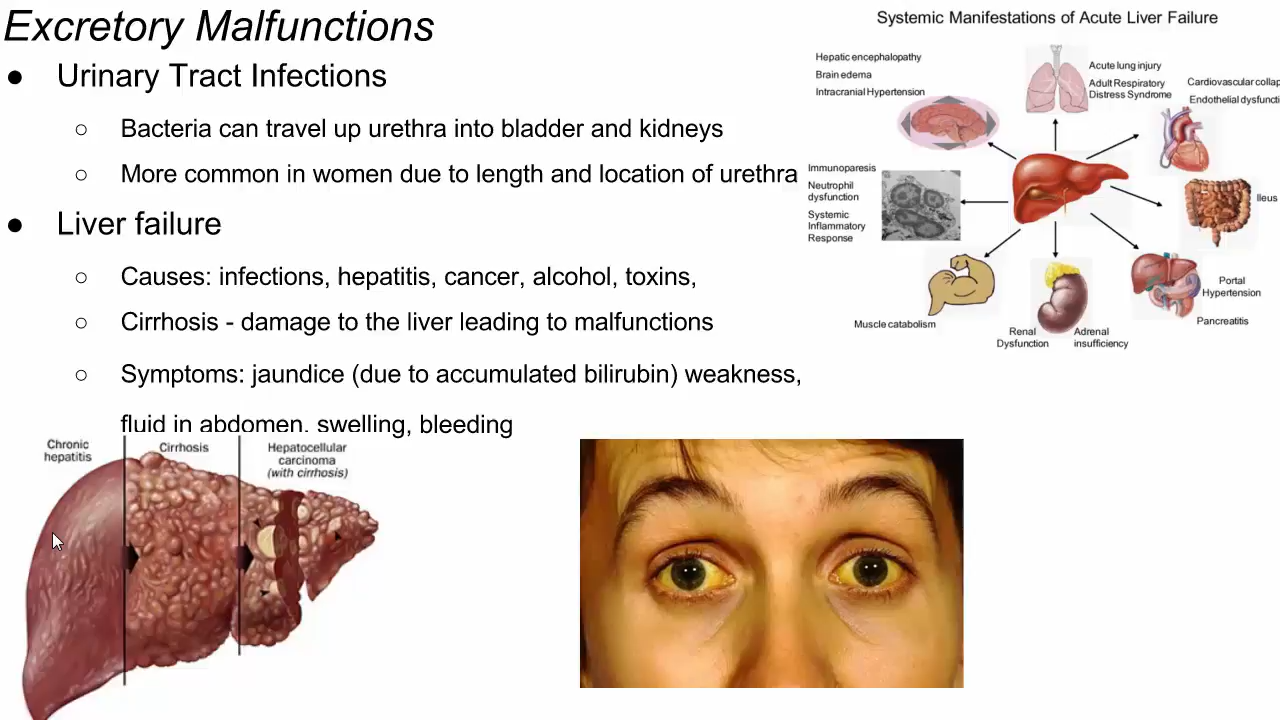 Excretory Malfunctions
● Urinary Tract Infections
○ Bacteria can travel up urethra into bladder and kidneys
○ More common in women due to length and location of urethra
● Liver failure
○ Causes: infections, hepatitis, cancer, alcohol, toxins,
○ Cirrhosis - damage to the liver leading to malfunctions
○ Symptoms: jaundice (due to accumulated bilirubin) weakness,
fluid in abdomen, swelling, bleeding
Systemic Manifestations of Acute Liver Failure
Hepatic encephalopathy
Brain edema
Intracranial Hypertension
Acute lung injury
Adult Respiratory
Distress Syndrome
Cardiovascular collap
Endothelial dysfuncti
Immunoparesis
Neutrophil
dysfunction
Systemic
Inflammatory
Response
Ileus
Portal
Hypertension
Pancreatitis
Muscle catabolism
Renal
Dysfunction
Adrenal
insufficiency
Chronic
hepatitis
Cirrhosis
Hepatocellular
carcinoma
(with cirrhosis)